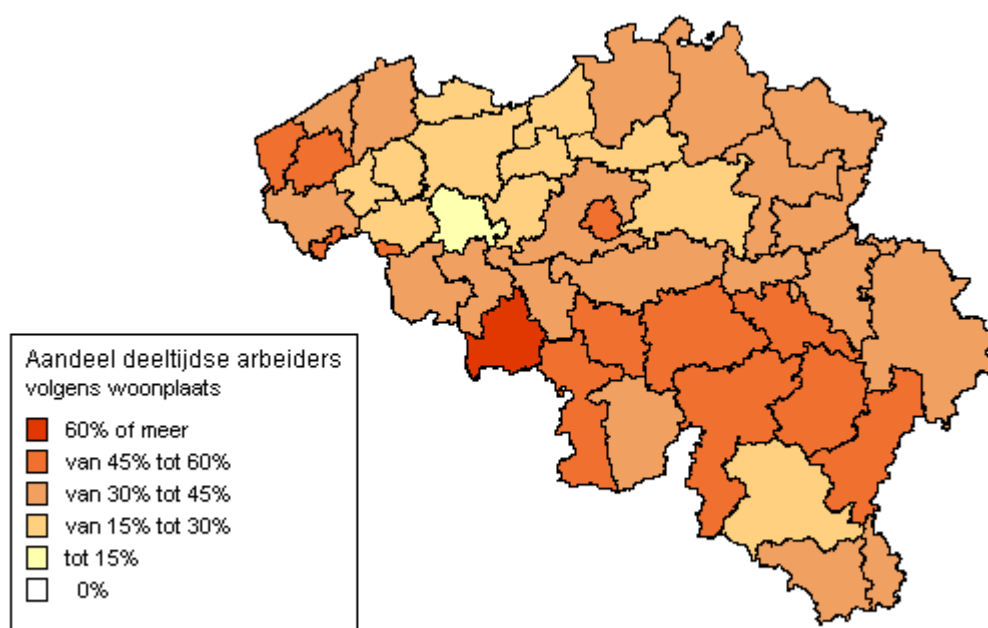 Aandeel deeltijdse arbeiders
volgens woonplaats
60% of meer
van 45% tot 60%
van 30% tot 45%
van 15% tot 30%
tot 15%
0%